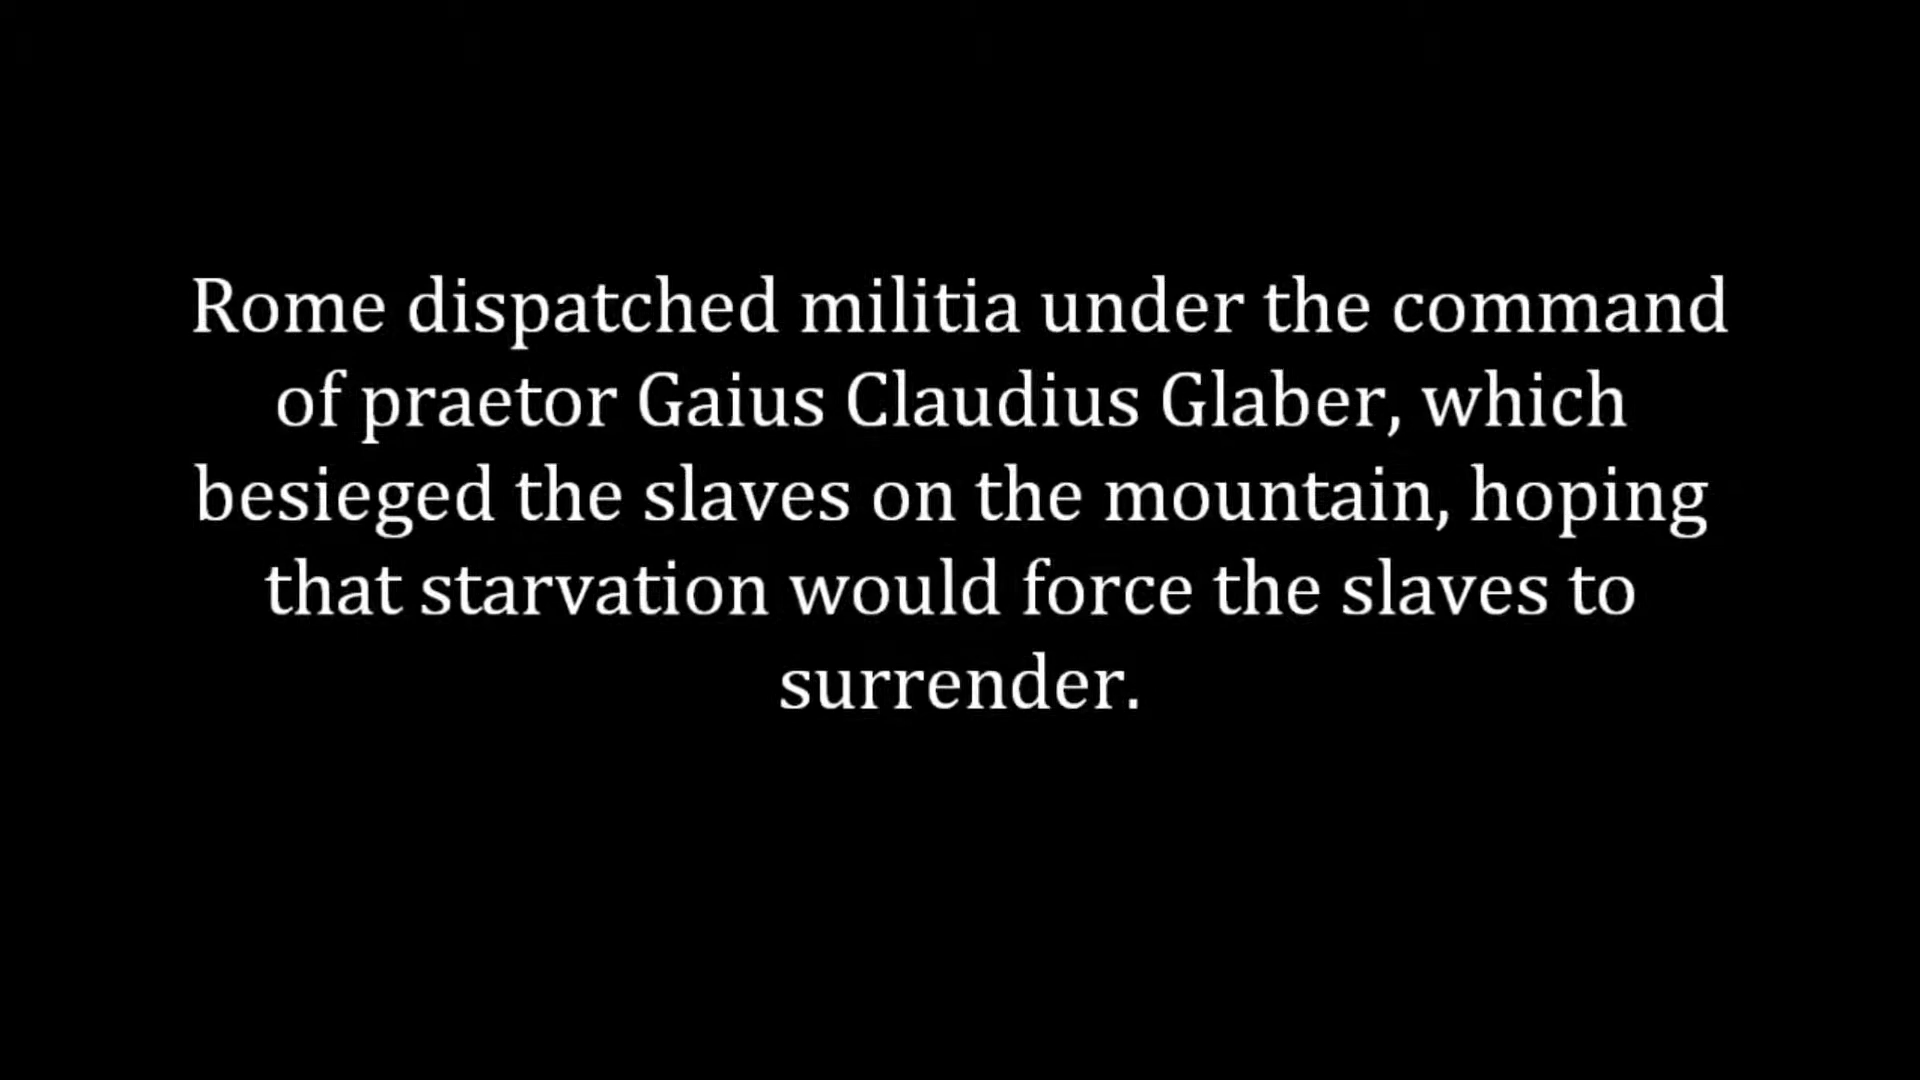 Rome dispatched militia under the command
of praetor Gaius Claudius Glaber, which
besieged the slaves on the mountain, hoping
that starvation would force the slaves to
surrender.